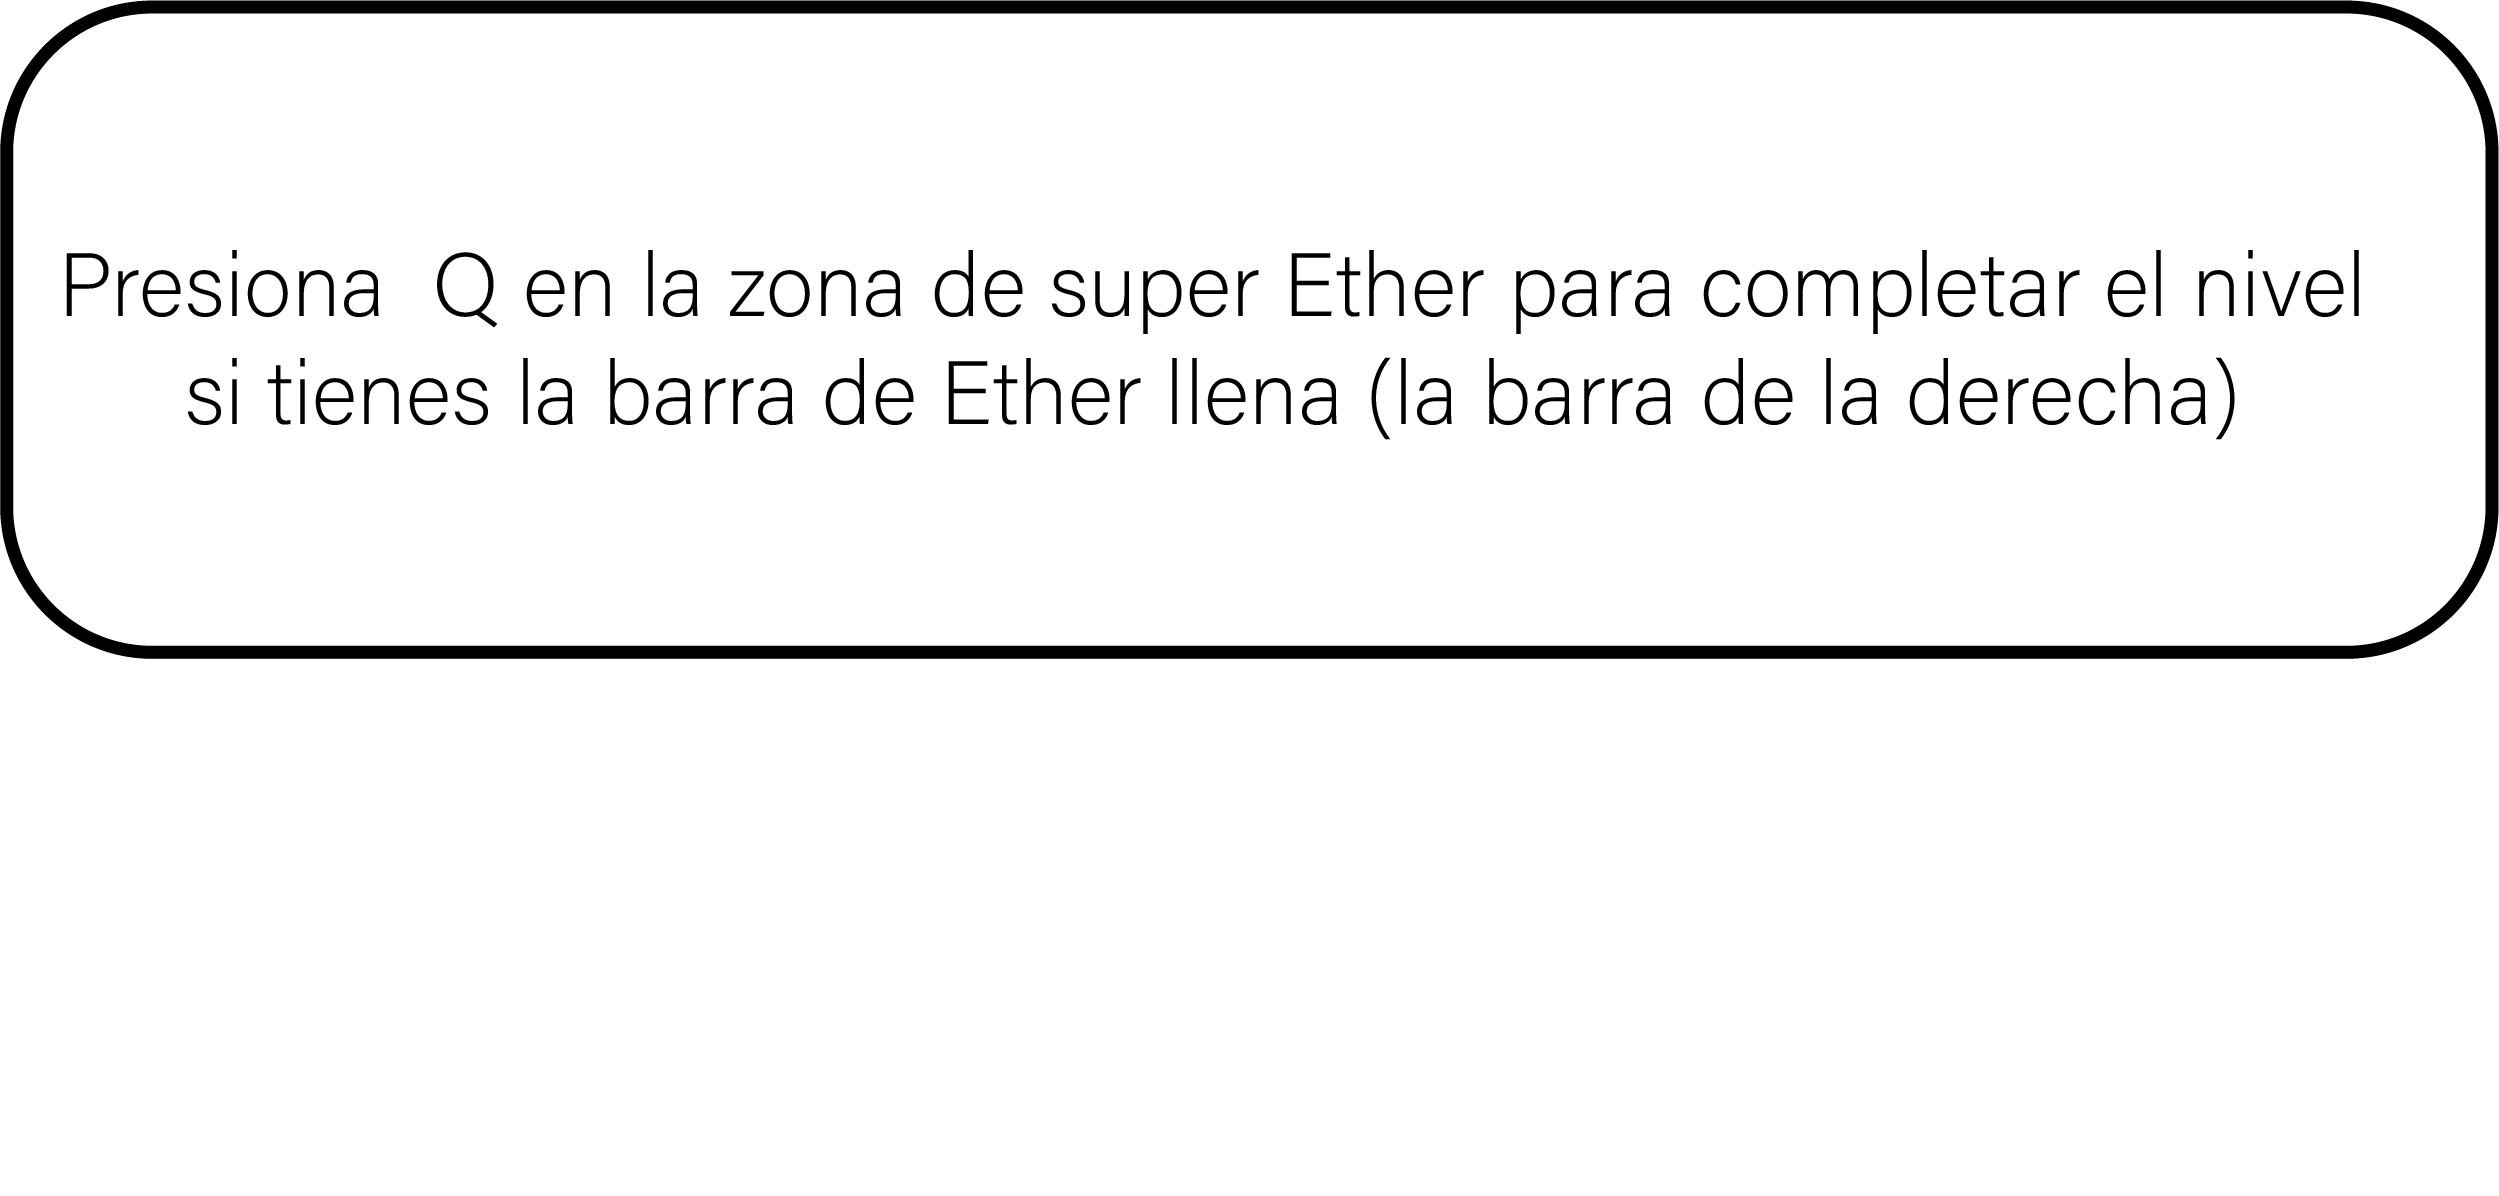 Presiona  Q en la zona de super Ether para completar el nivel
si tienes la barra de Ether llena (la barra de la derecha)